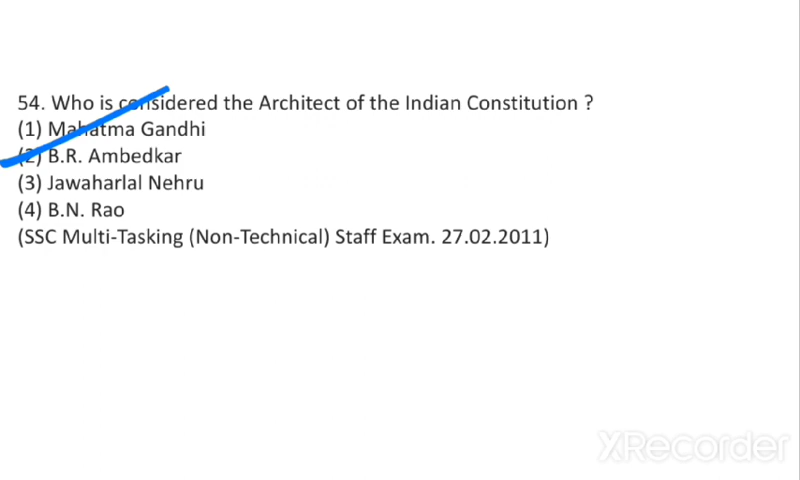 54. Who is considered the Architect of the Indian Constitution ?
(1) Mahatma Gandhi
(2) B.R. Ambedkar
(3) Jawaharlal Nehru
(4) B.N. Rao
(SSC Multi-Tasking (Non-Technical) Staff Exam. 27.02.2011)
XRecorder